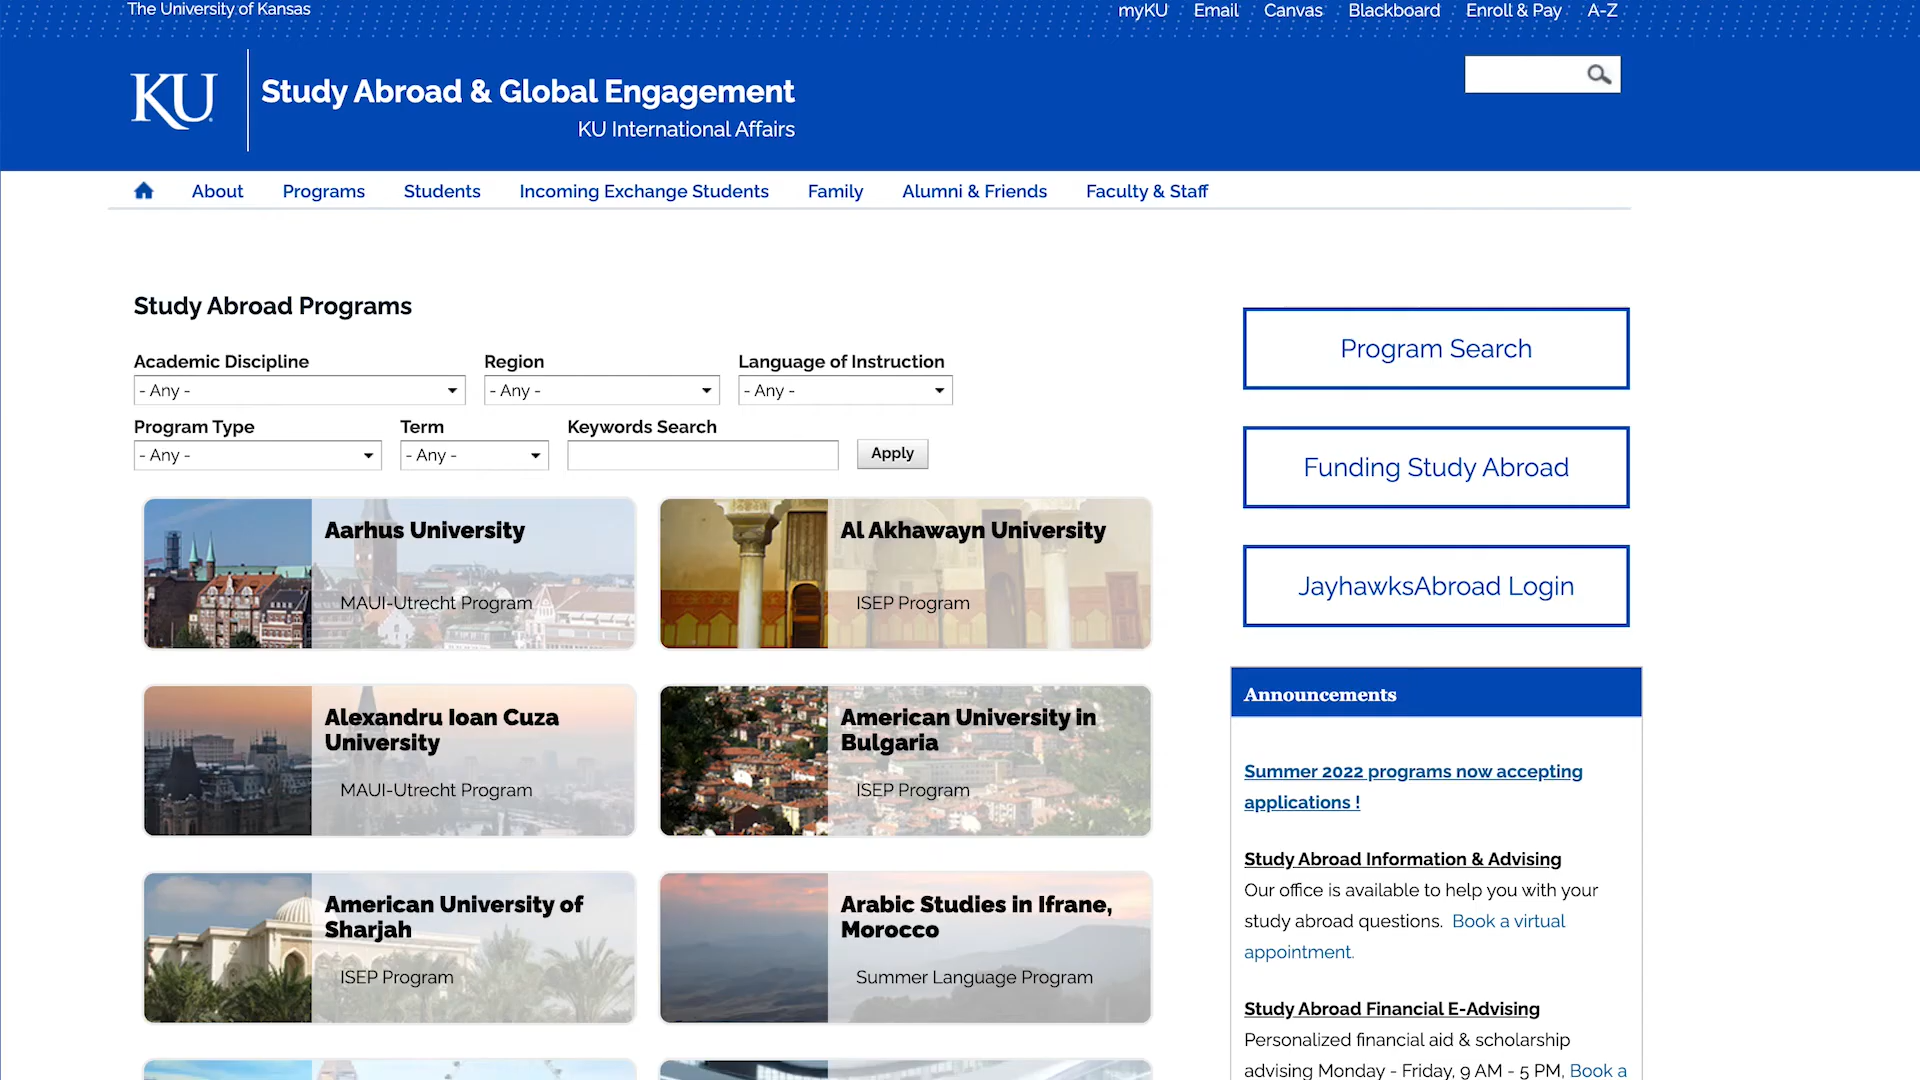 The University of Kansas
myKU Email Canvas Blackboard Enroll & Pay A-Z
KU
Study Abroad & Global Engagement
KU International Affairs
About Programs Students Incoming Exchange Students Family Alumni & Friends Faculty & Staff
Study Abroad Programs
Academic Discipline Region Language of Instruction
- Any - - Any - - Any -
Program Type Term Keywords Search
- Any - - Any - Apply
Aarhus University
MAUI-Utrecht Program
Al Akhawayn University
ISEP Program
Alexandru Ioan Cuza
University
MAUI-Utrecht Program
American University in
Bulgaria
ISEP Program
American University of
Sharjah
ISEP Program
Arabic Studies in Ifrane,
Morocco
Summer Language Program
Program Search
Funding Study Abroad
JayhawksAbroad Login
Announcements
Summer 2022 programs now accepting
applications !
Study Abroad Information & Advising
Our office is available to help you with your
study abroad questions. Book a virtual
appointment.
Study Abroad Financial E-Advising
Personalized financial aid & scholarship
advising Monday - Friday, 9 AM - 5 PM, Book a